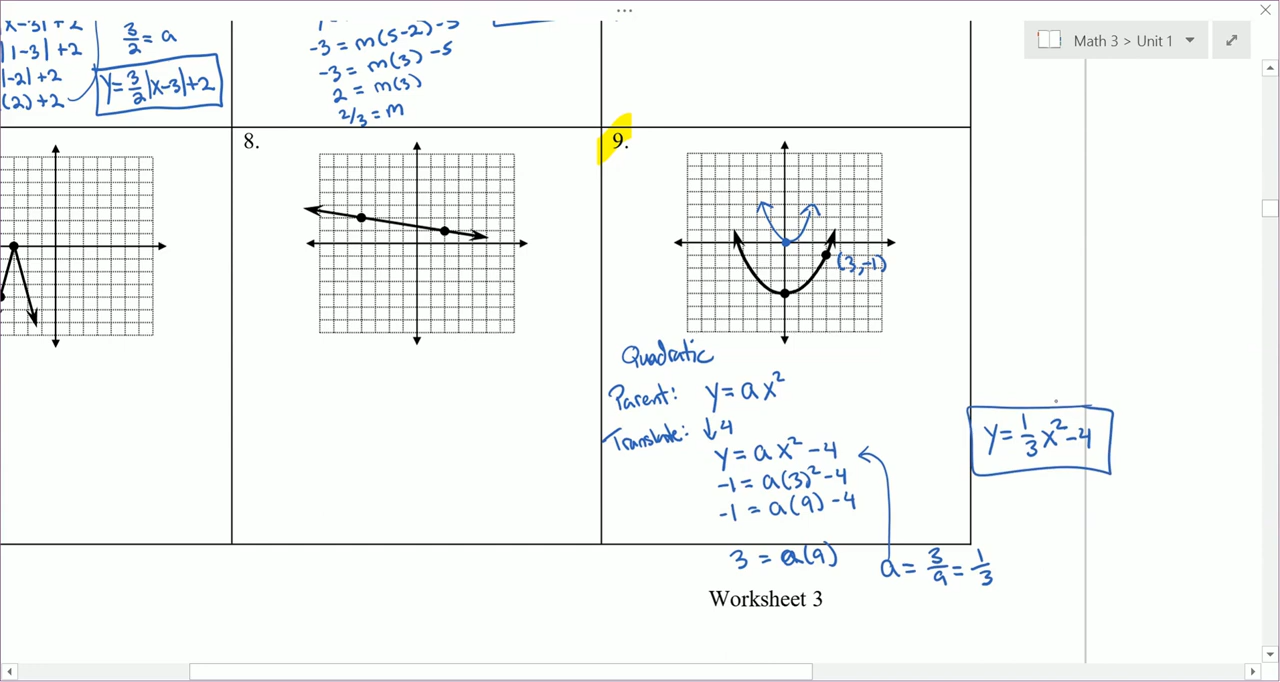 Math 3 > Unit 1
x-3| + 2
|1-3| + 2
|-2| + 2
(2) + 2
3/2 = a
y = 3/2|x-3| + 2
-3 = m(5-2) - 5
-3 = m(3) - 5
2 = m(3)
2/3 = m
8.
9.
(3,-1)
Quadratic
Parent: y = ax²
Translate: ↓4
y = ax² - 4
-1 = a(3)² - 4
-1 = a(9) - 4
3 = a(9)
a = 3/9 = 1/3
y = 1/3x² - 4
Worksheet 3